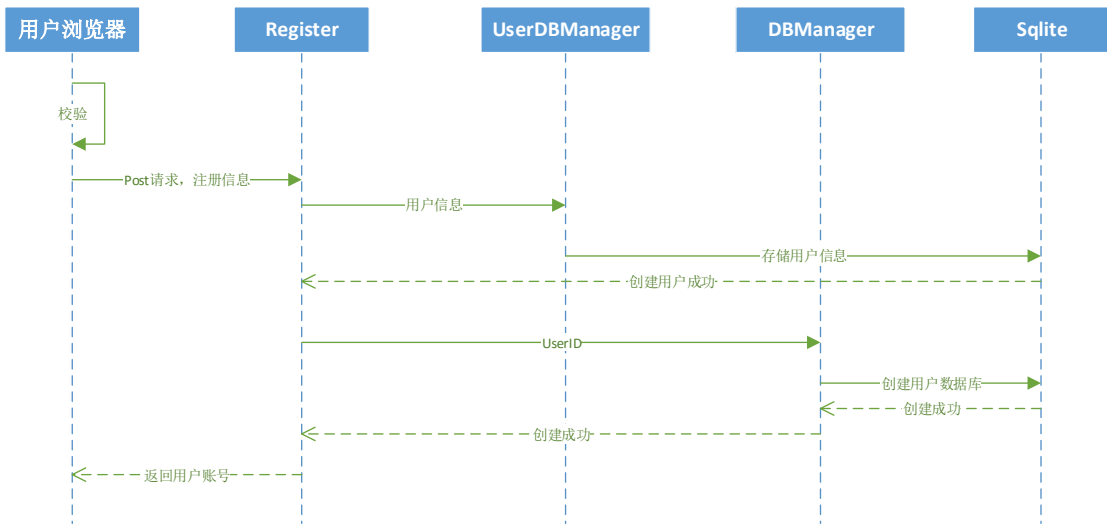 用户浏览器
Register
UserDBManager
DBManager
Sqlite
校验
Post请求，注册信息
用户信息
存储用户信息
创建用户成功
UserID
创建用户数据库
创建成功
创建成功
返回用户账号